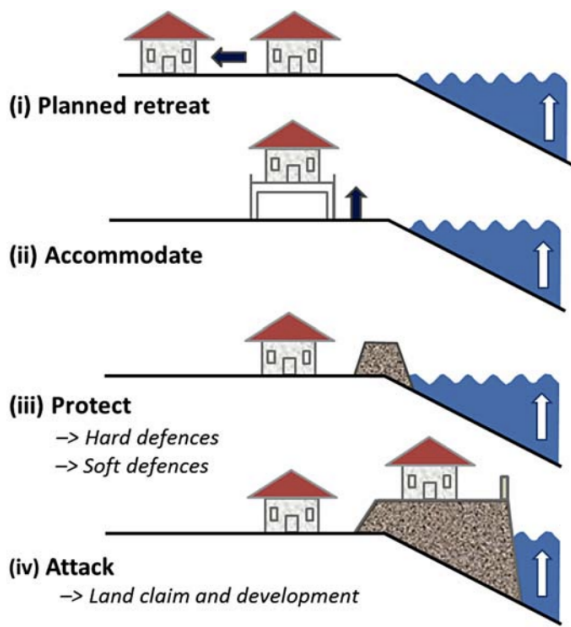 (i) Planned retreat
(ii) Accommodate
(iii) Protect
–> Hard defences
–> Soft defences
(iv) Attack
–> Land claim and development